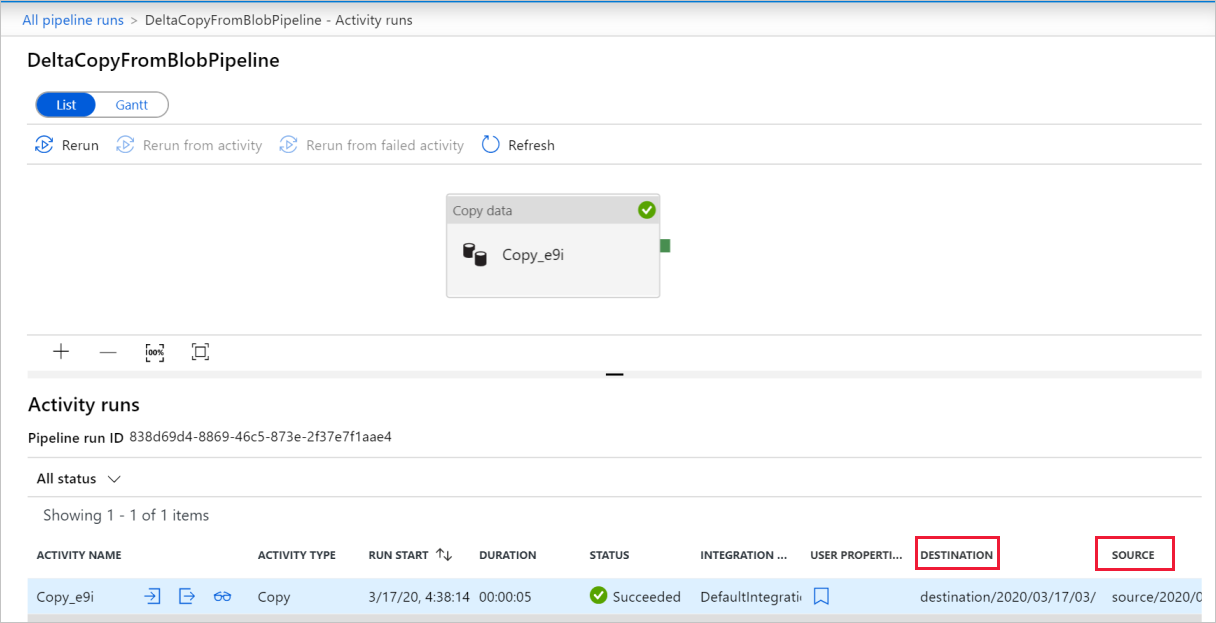 All pipeline runs > DeltaCopyFromBlobPipeline - Activity runs
DeltaCopyFromBlobPipeline
List Gantt
Rerun Rerun from activity Rerun from failed activity Refresh
Copy data
Copy_e9i
100%
Activity runs
Pipeline run ID 838d69d4-8869-46c5-873e-2f37e7f1aae4
All status
Showing 1 - 1 of 1 items
ACTIVITY NAME ACTIVITY TYPE RUN START DURATION STATUS INTEGRATION ... USER PROPERTI... DESTINATION SOURCE
Copy_e9i Copy 3/17/20, 4:38:14 00:00:05 Succeeded DefaultIntegrati destination/2020/03/17/03/ source/2020/0